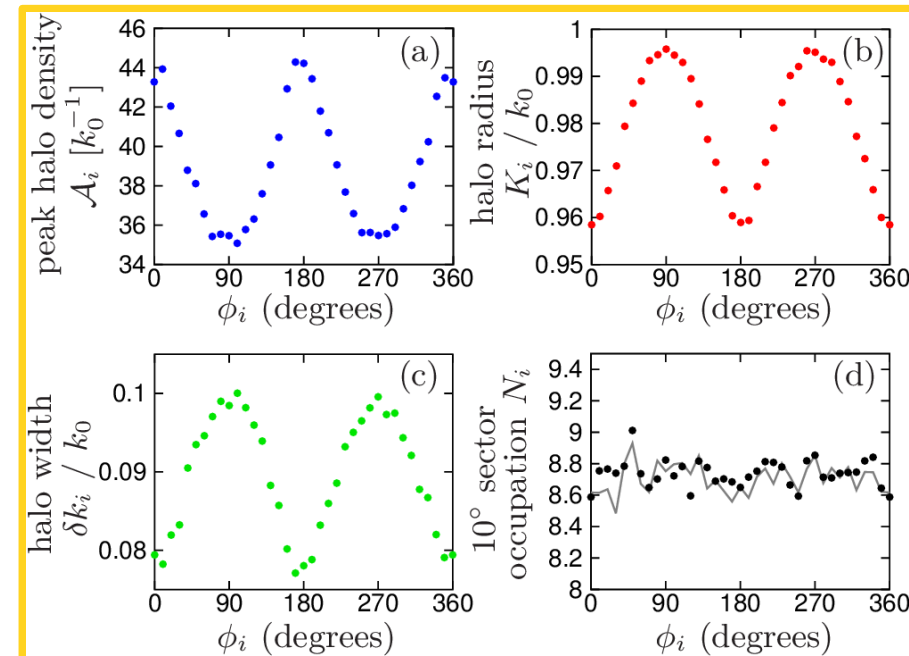 peak halo density
𝒜ᵢ [k₀⁻¹]
46
44
42
40
38
36
34
(a)
0 90 180 270 360
ϕᵢ (degrees)
halo radius
Kᵢ / k₀
1
0.99
0.98
0.97
0.96
0.95
(b)
0 90 180 270 360
ϕᵢ (degrees)
halo width
δkᵢ / k₀
0.1
0.09
0.08
(c)
0 90 180 270 360
ϕᵢ (degrees)
10° sector
occupation Nᵢ
9.4
9.2
9
8.8
8.6
8.4
8.2
8
(d)
0 90 180 270 360
ϕᵢ (degrees)